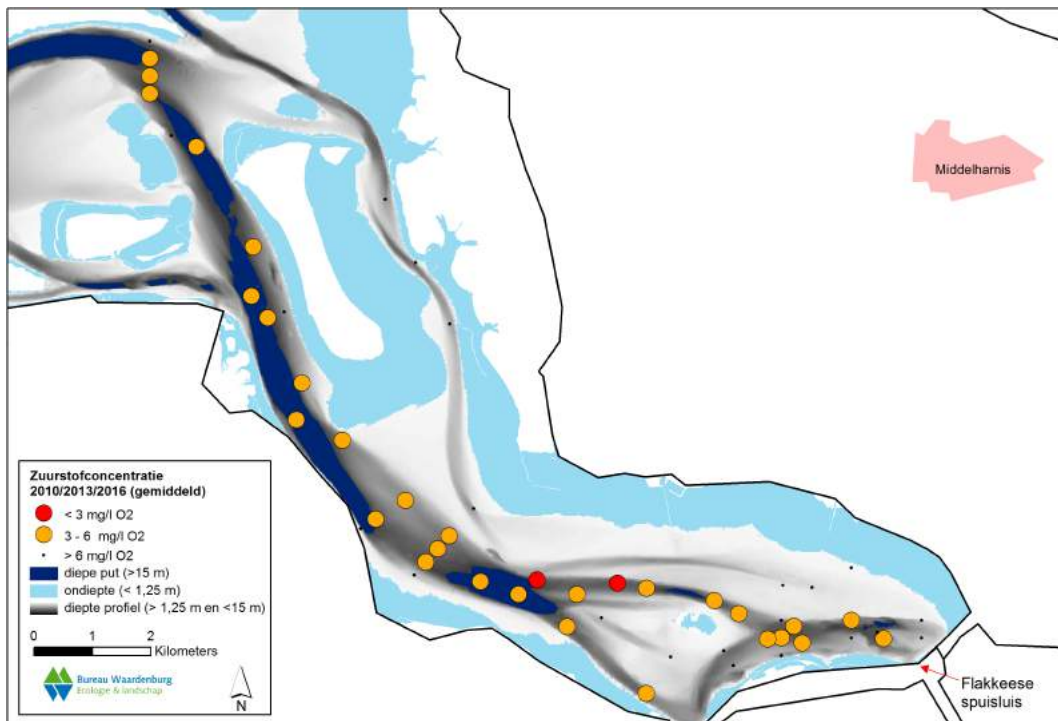 Middelharnis
Zuurstofconcentratie
2010/2013/2016 (gemiddeld)
< 3 mg/l O2
3 - 6 mg/l O2
> 6 mg/l O2
diepe put (>15 m)
ondiepte (< 1,25 m)
diepte profiel (> 1,25 m en <15 m)
0 1 2
Kilometers
Bureau Waardenburg
Ecologie & landschap
N
Flakkeese
spuisluis